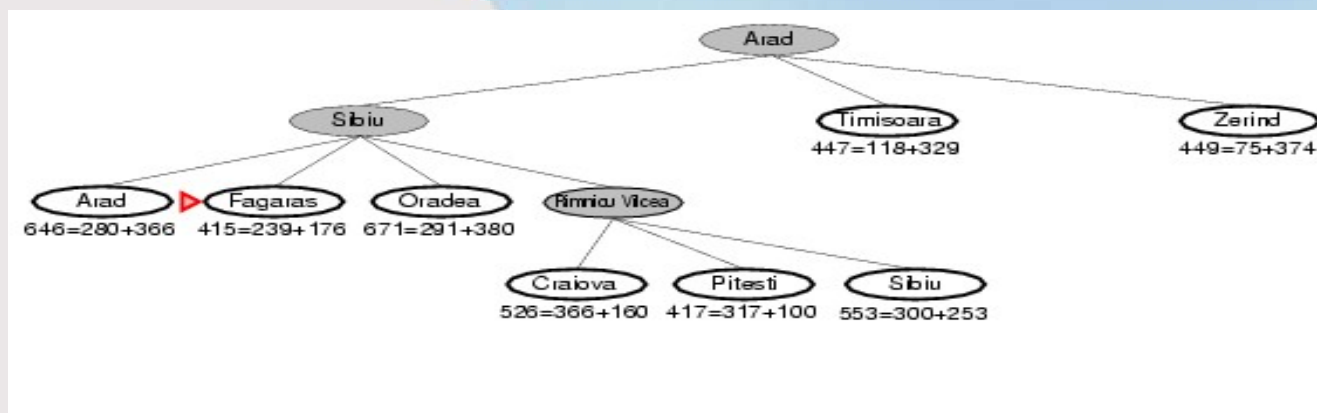 Arad
Sibiu Timisoara Zerind
447=118+329 449=75+374
Arad Fagaras Oradea Rimnicu Vilcea
646=280+366 415=239+176 671=291+380
Craiova Pitesti Sibiu
526=366+160 417=317+100 553=300+253